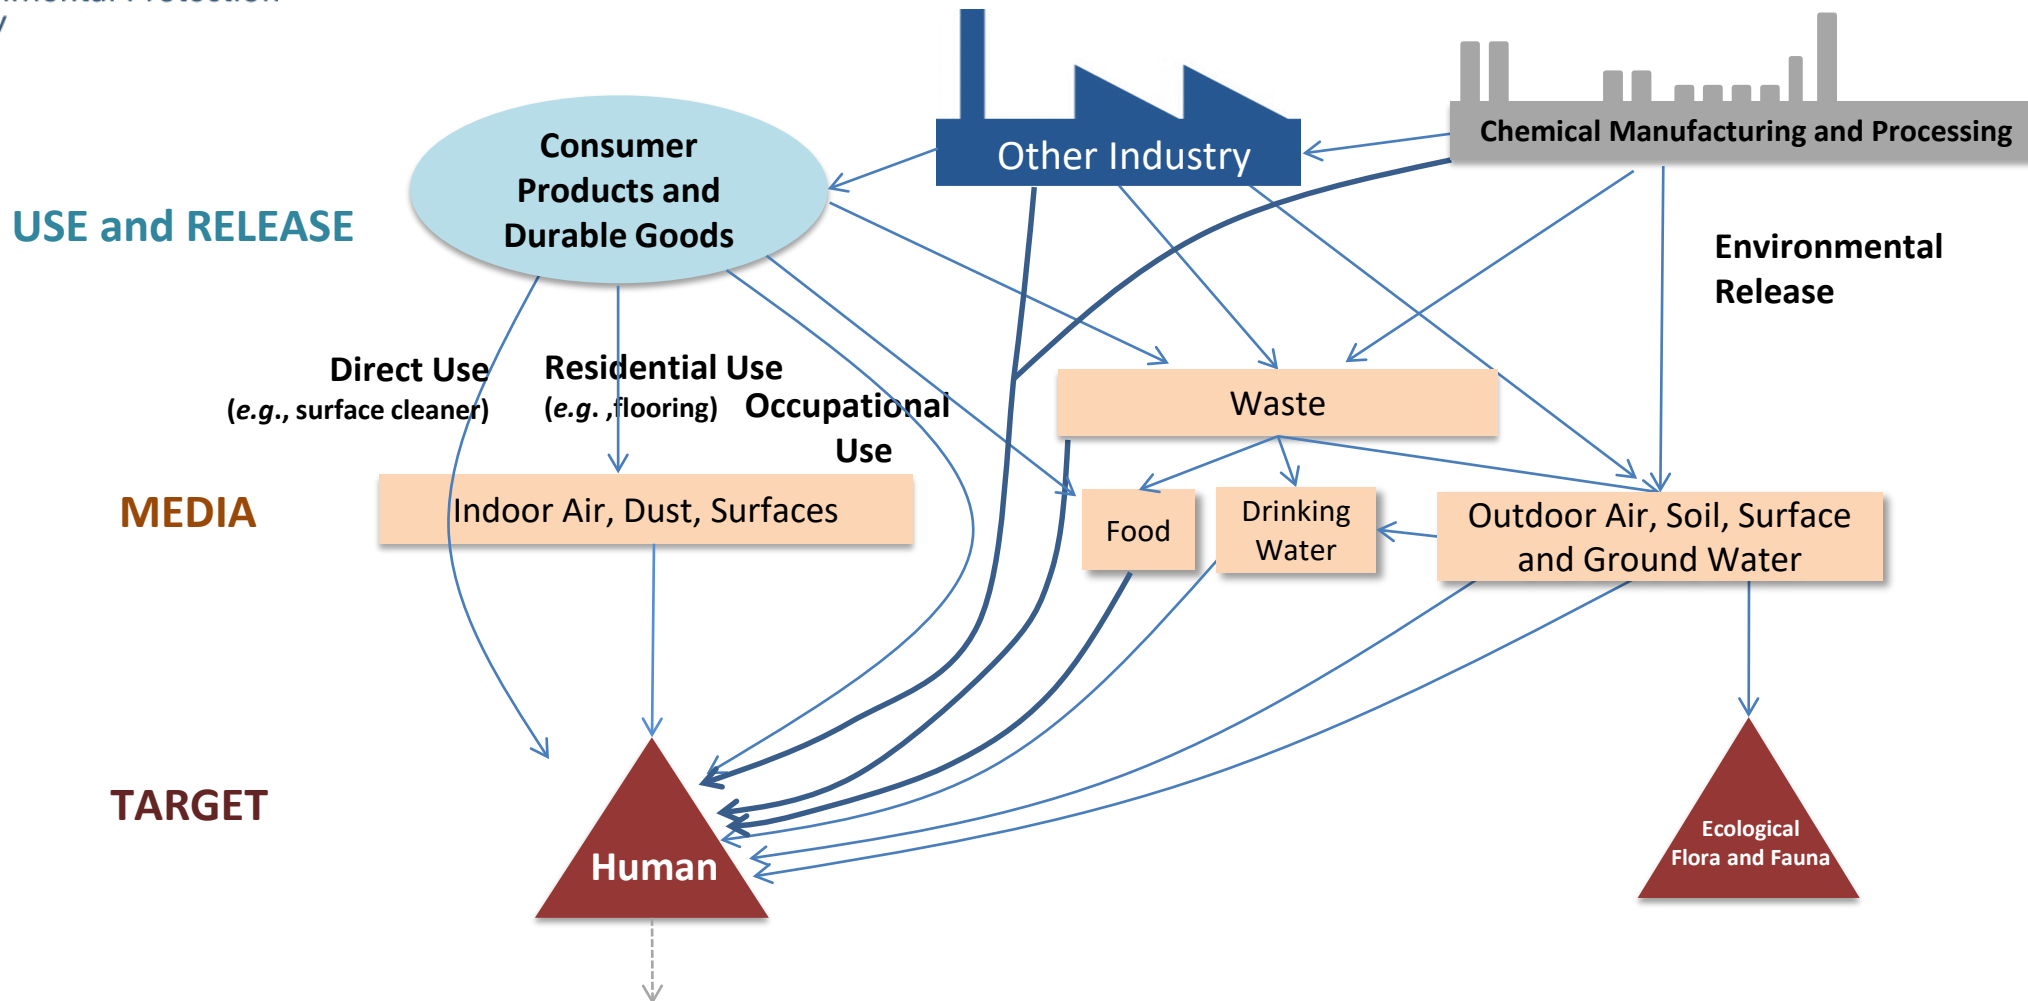 Consumer
Products and
Durable Goods
Other Industry
Chemical Manufacturing and Processing
USE and RELEASE
Environmental
Release
Direct Use
(e.g., surface cleaner)
Residential Use
(e.g. ,flooring)
Occupational
Use
Waste
MEDIA
Indoor Air, Dust, Surfaces
Food
Drinking
Water
Outdoor Air, Soil, Surface
and Ground Water
TARGET
Human
Ecological
Flora and Fauna